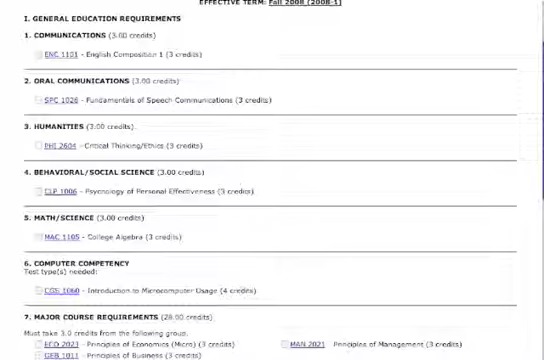 EFFECTIVE TERM: Fall 2008 (2008-1)
I. GENERAL EDUCATION REQUIREMENTS
1. COMMUNICATIONS (3.00 credits)
ENC 1101 - English Composition 1 (3 credits)
2. ORAL COMMUNICATIONS (3.00 credits)
SPC 1026 - Fundamentals of Speech Communications (3 credits)
3. HUMANITIES (3.00 credits)
PHI 2604 - Critical Thinking/Ethics (3 credits)
4. BEHAVIORAL/SOCIAL SCIENCE (3.00 credits)
CLP 1006 - Psychology of Personal Effectiveness (3 credits)
5. MATH/SCIENCE (3.00 credits)
MAC 1105 - College Algebra (3 credits)
6. COMPUTER COMPETENCY
Test type(s) needed:
CGS 1060 - Introduction to Microcomputer Usage (4 credits)
7. MAJOR COURSE REQUIREMENTS (28.00 credits)
Must take 3.0 credits from the following group.
ECO 2023 - Principles of Economics (Micro) (3 credits) MAN 2021 Principles of Management (3 credits)
GEB 1011 - Principles of Business (3 credits)